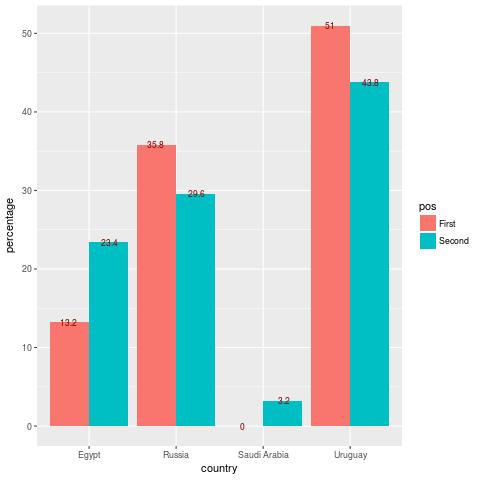 51
50
43.8
40
35.8
30
29.6
23.4
20
13.2
10
3.2
0
0
percentage
Egypt Russia Saudi Arabia Uruguay
country
pos
First
Second